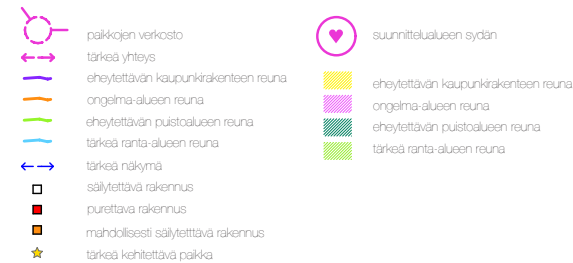 paikkojen verkosto
tärkeä yhteys
eheytettävän kaupunkirakenteen reuna
ongelma-alueen reuna
eheytettävän puistoalueen reuna
tärkeä ranta-alueen reuna
tärkeä näkymä
säilytettävä rakennus
purettava rakennus
mahdollisesti säilytetttävä rakennus
tärkeä kehitettävä paikka
suunnittelualueen sydän
eheytettävän kaupunkirakenteen reuna
ongelma-alueen reuna
eheytettävän puistoalueen reuna
tärkeä ranta-alueen reuna